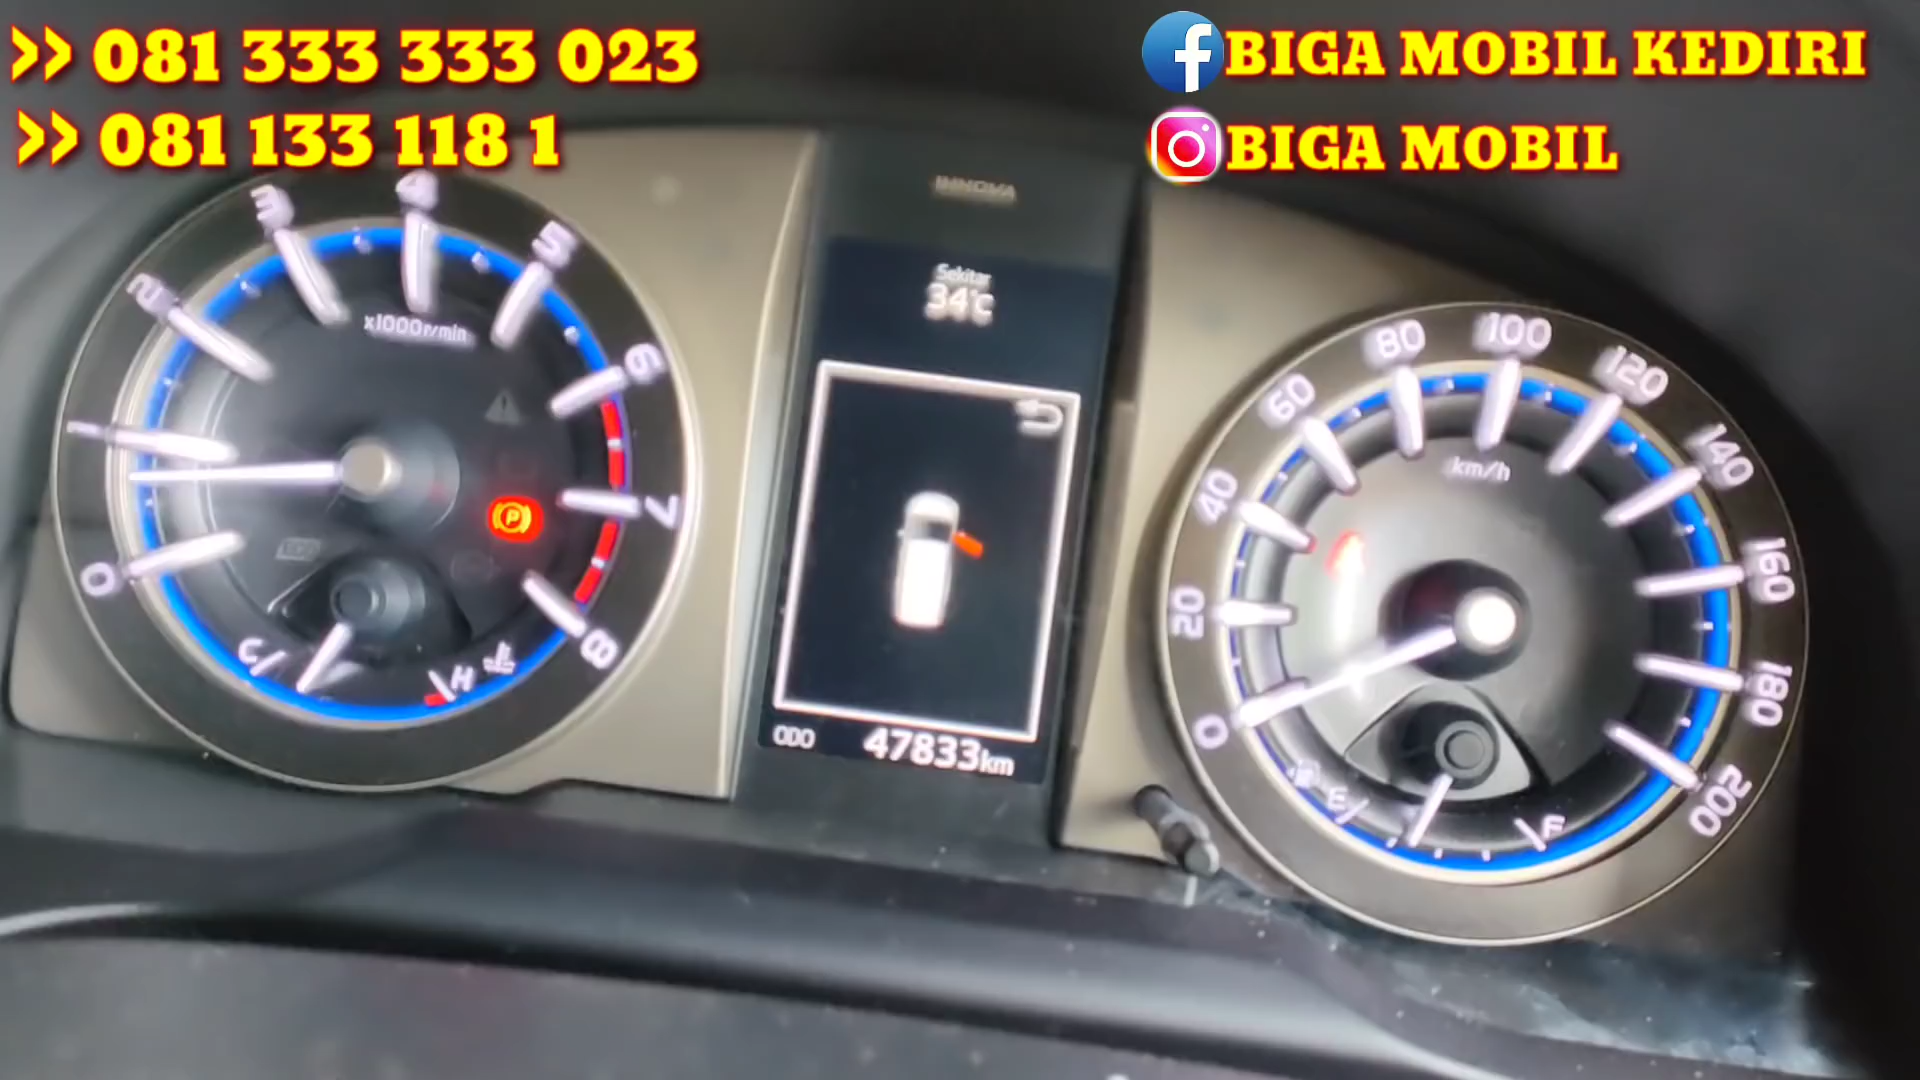 >> 081 333 333 023
>> 081 133 118 1
BIGA MOBIL KEDIRI
BIGA MOBIL
INNOVA
Sekitar
34°C
ODO 47833km
0
1
2
3
4
5
6
7
8
x1000r/min
C
H
0
20
40
60
80
100
120
140
160
180
200
km/h
E
F
P